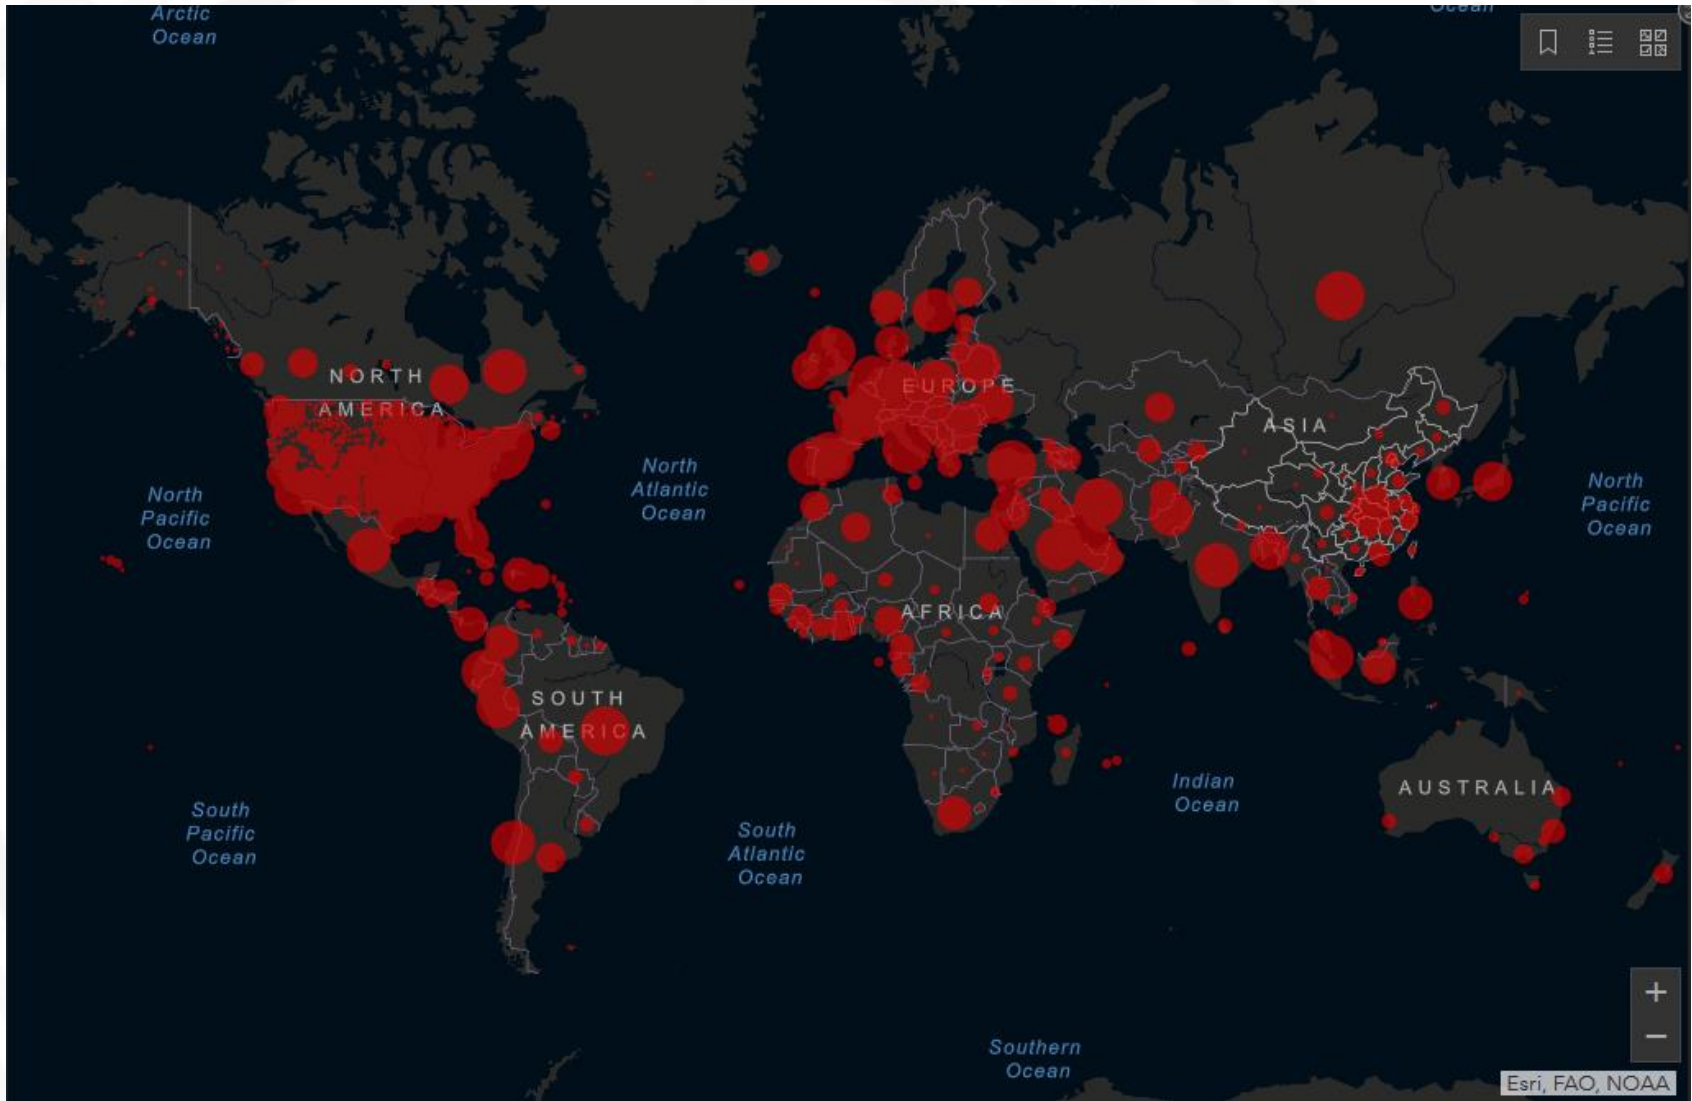 Arctic
Ocean
Ocean
NORTH
AMERICA
EUROPE
ASIA
North
Atlantic
Ocean
North
Pacific
Ocean
North
Pacific
Ocean
AFRICA
SOUTH
AMERICA
Indian
Ocean
AUSTRALIA
South
Pacific
Ocean
South
Atlantic
Ocean
Southern
Ocean
+
−
Esri, FAO, NOAA